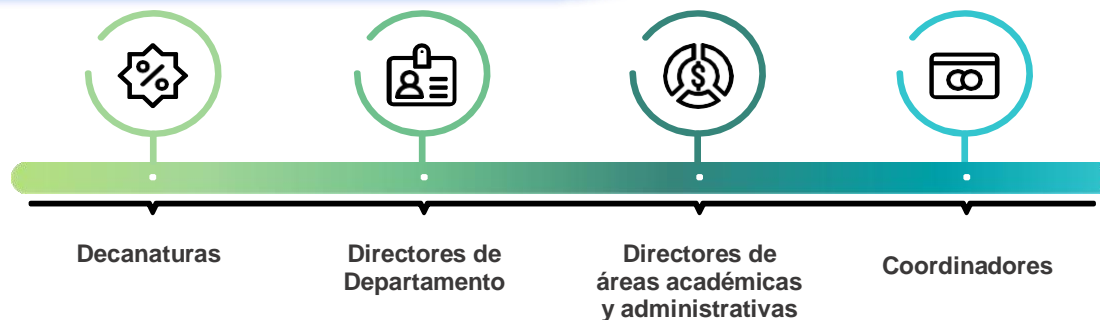 Decanaturas
Directores de
Departamento
Directores de
áreas académicas
y administrativas
Coordinadores